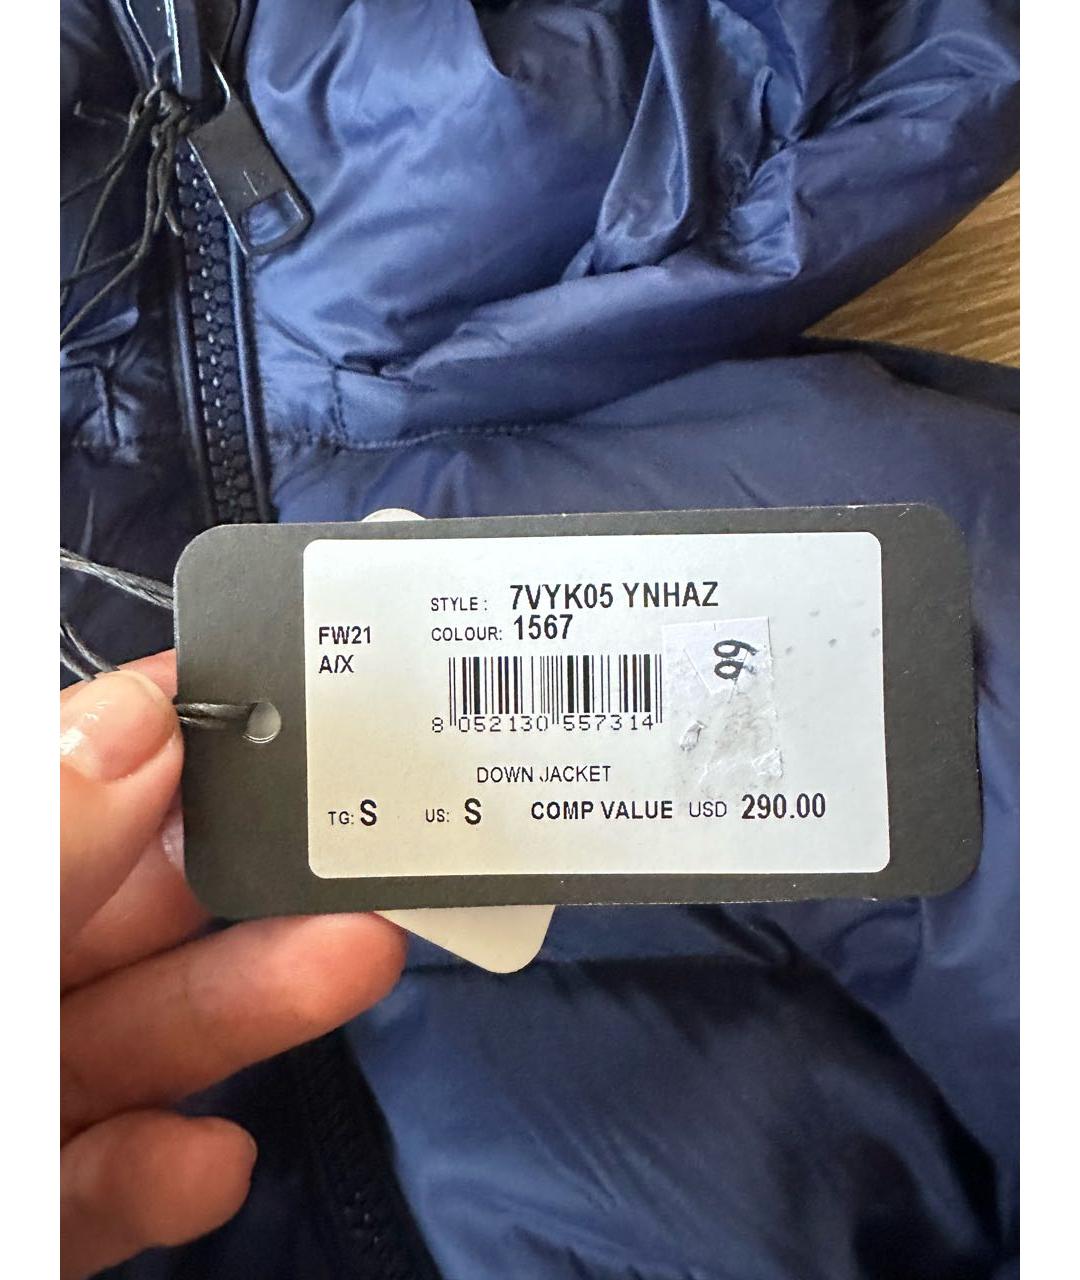 STYLE: 7VYK05 YNHAZ
FW21 COLOUR: 1567
A/X
8 052130 557314
DOWN JACKET
TG: S US: S COMP VALUE USD 290.00